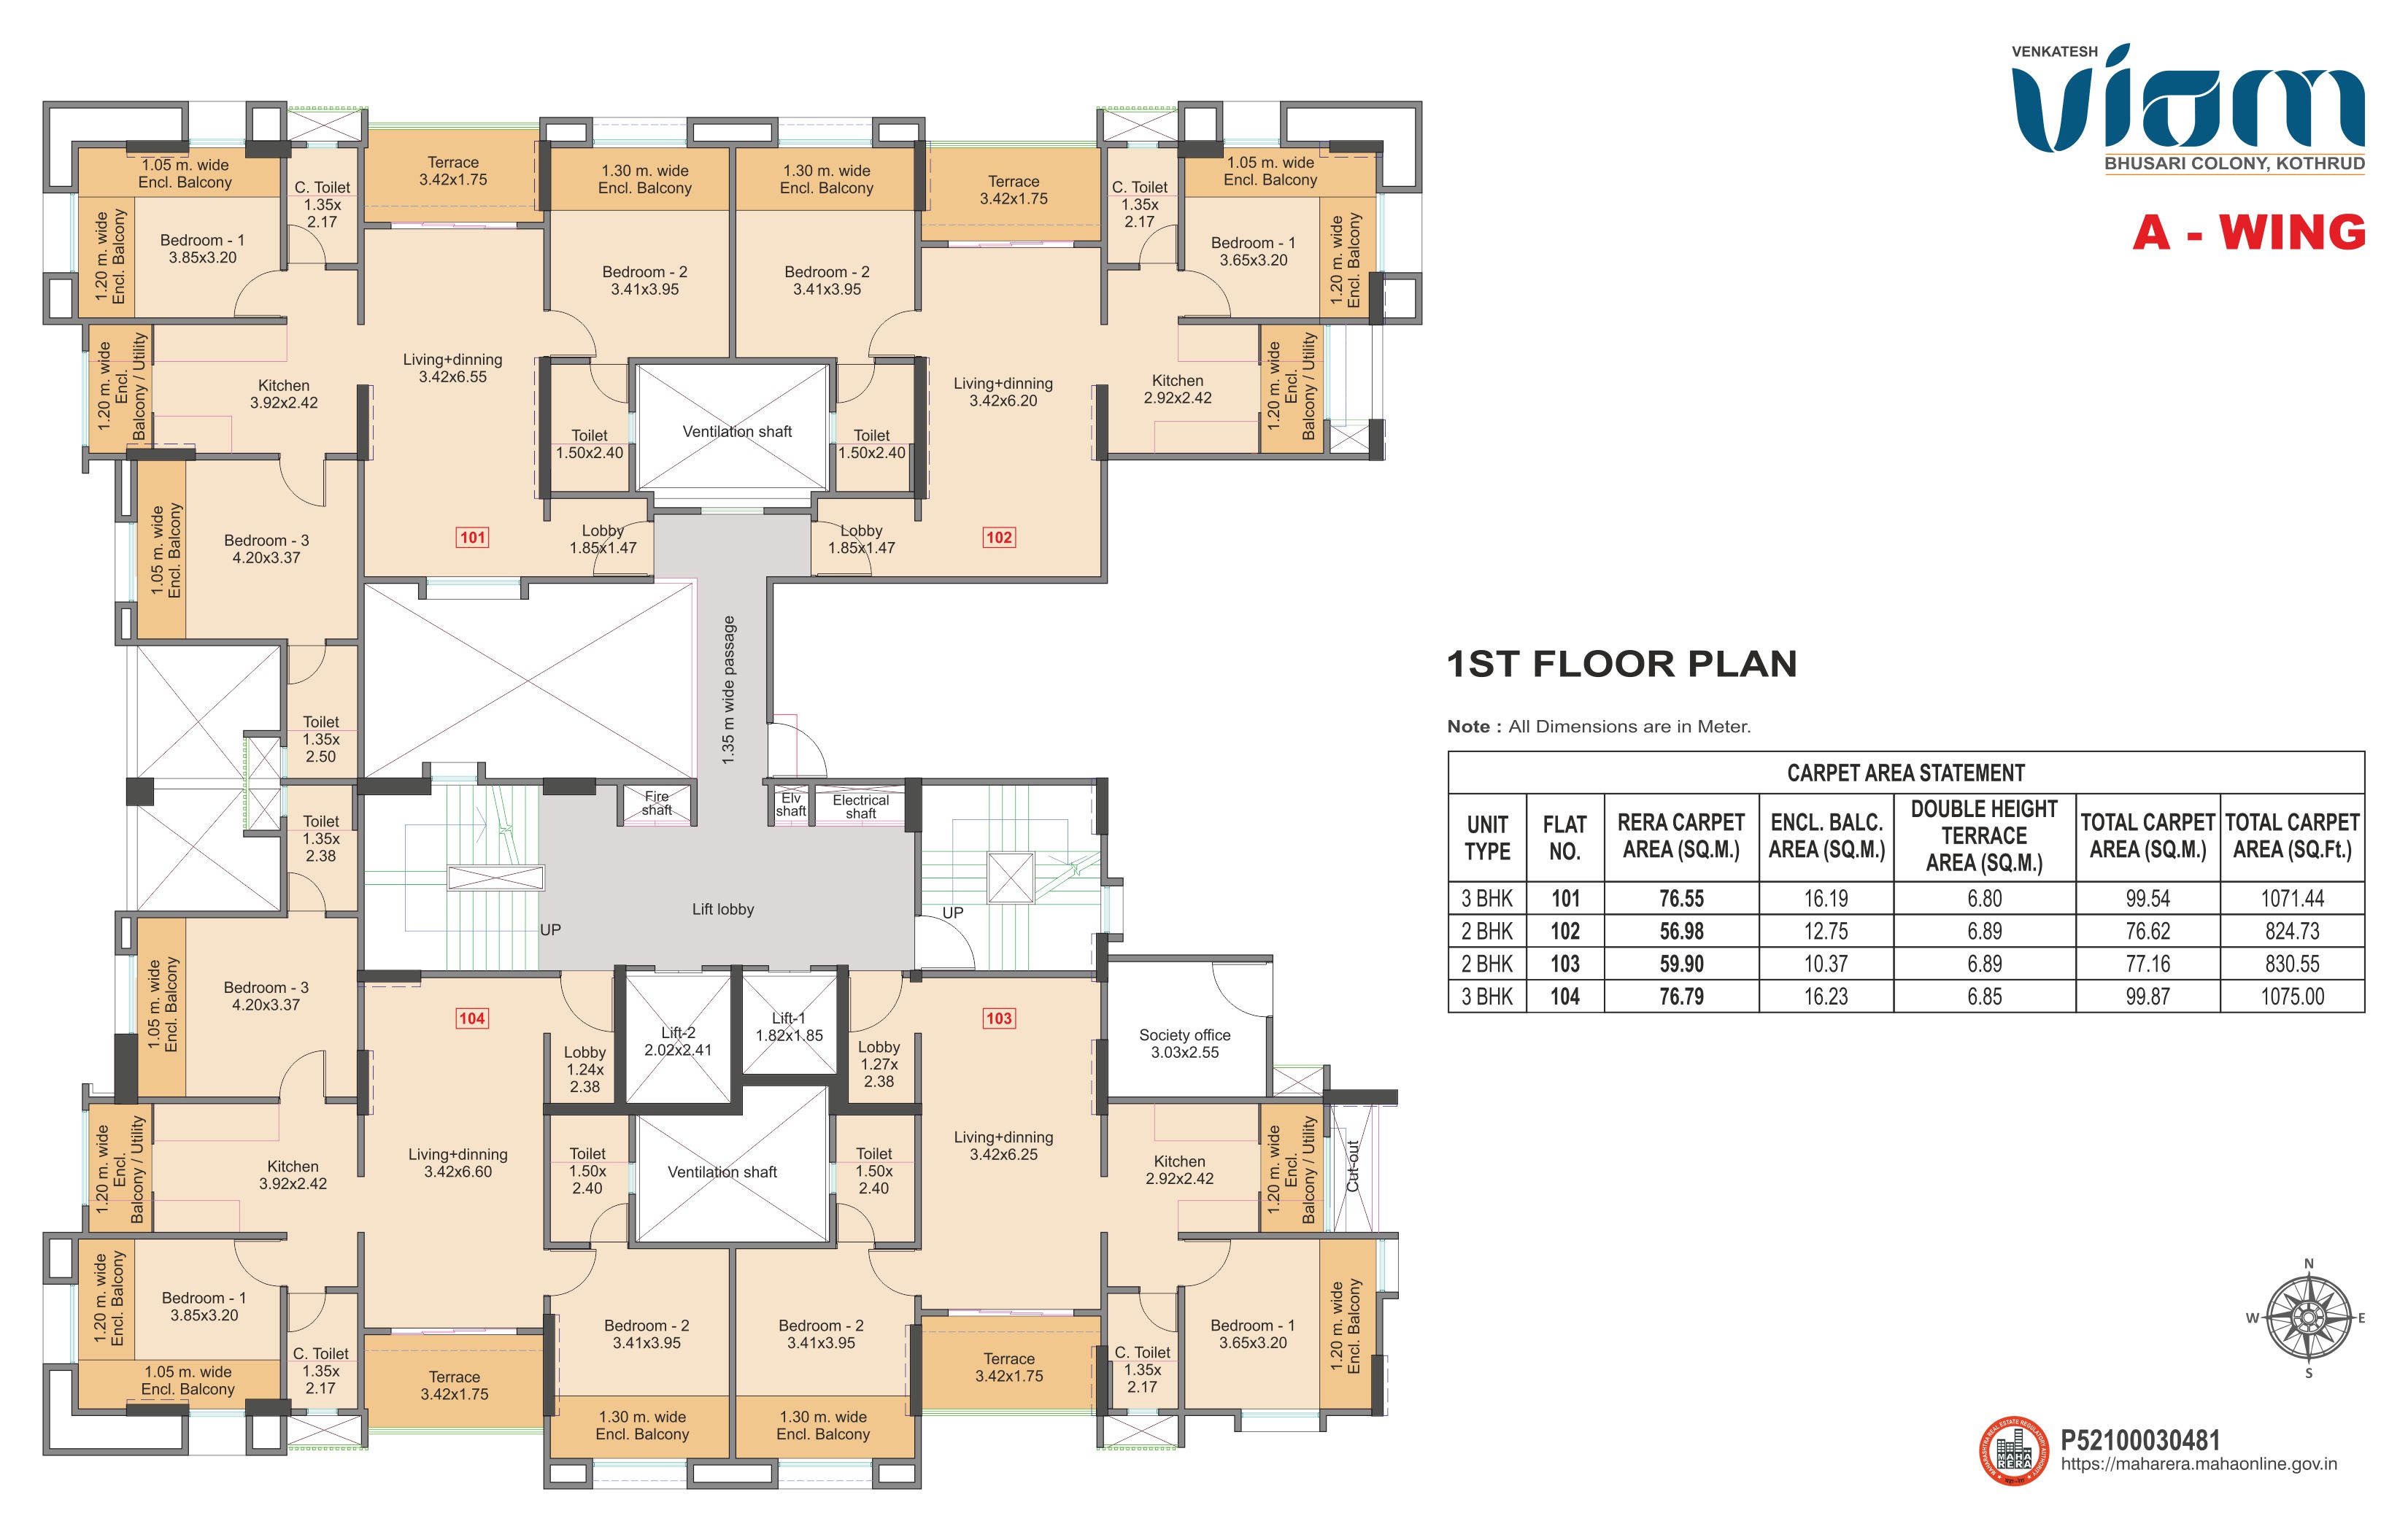 VENKATESH
viom
BHUSARI COLONY, KOTHRUD
A - WING
1.05 m. wide
Encl. Balcony
1.20 m. wide
Encl. Balcony
Bedroom - 1
3.85x3.20
C. Toilet
1.35x
2.17
Terrace
3.42x1.75
1.30 m. wide
Encl. Balcony
Bedroom - 2
3.41x3.95
1.30 m. wide
Encl. Balcony
Bedroom - 2
3.41x3.95
Terrace
3.42x1.75
C. Toilet
1.35x
2.17
1.05 m. wide
Encl. Balcony
Bedroom - 1
3.65x3.20
1.20 m. wide
Encl. Balcony
1.20 m. wide
Encl.
Balcony / Utility
Kitchen
3.92x2.42
Living+dinning
3.42x6.55
Toilet
1.50x2.40
Ventilation shaft
Toilet
1.50x2.40
Living+dinning
3.42x6.20
Kitchen
2.92x2.42
1.20 m. wide
Encl.
Balcony / Utility
1.05 m. wide
Encl. Balcony
Bedroom - 3
4.20x3.37
101
Lobby
1.85x1.47
Lobby
1.85x1.47
102
1.35 m wide passage
Toilet
1.35x
2.50
Toilet
1.35x
2.38
Fire
shaft
Elv
shaft
Electrical
shaft
UP
Lift lobby
UP
1.05 m. wide
Encl. Balcony
Bedroom - 3
4.20x3.37
104
Lobby
1.24x
2.38
Lift-2
2.02x2.41
Lift-1
1.82x1.85
Lobby
1.27x
2.38
103
Society office
3.03x2.55
1.20 m. wide
Encl.
Balcony / Utility
Kitchen
3.92x2.42
Living+dinning
3.42x6.60
Toilet
1.50x
2.40
Ventilation shaft
Toilet
1.50x
2.40
Living+dinning
3.42x6.25
Kitchen
2.92x2.42
1.20 m. wide
Encl.
Balcony / Utility
Cut-out
1.20 m. wide
Encl. Balcony
Bedroom - 1
3.85x3.20
1.05 m. wide
Encl. Balcony
C. Toilet
1.35x
2.17
Terrace
3.42x1.75
Bedroom - 2
3.41x3.95
1.30 m. wide
Encl. Balcony
Bedroom - 2
3.41x3.95
1.30 m. wide
Encl. Balcony
Terrace
3.42x1.75
C. Toilet
1.35x
2.17
Bedroom - 1
3.65x3.20
1.20 m. wide
Encl. Balcony
1ST FLOOR PLAN
Note : All Dimensions are in Meter.
CARPET AREA STATEMENT
UNIT TYPE FLAT NO. RERA CARPET AREA (SQ.M.) ENCL. BALC. AREA (SQ.M.) DOUBLE HEIGHT TERRACE AREA (SQ.M.) TOTAL CARPET AREA (SQ.M.) TOTAL CARPET AREA (SQ.Ft.)
3 BHK 101 76.55 16.19 6.80 99.54 1071.44
2 BHK 102 56.98 12.75 6.89 76.62 824.73
2 BHK 103 59.90 10.37 6.89 77.16 830.55
3 BHK 104 76.79 16.23 6.85 99.87 1075.00
N
W E
S
MAHARASHTRA REAL ESTATE REGULATORY AUTHORITY
MAHA
RERA
P52100030481
https://maharera.mahaonline.gov.in